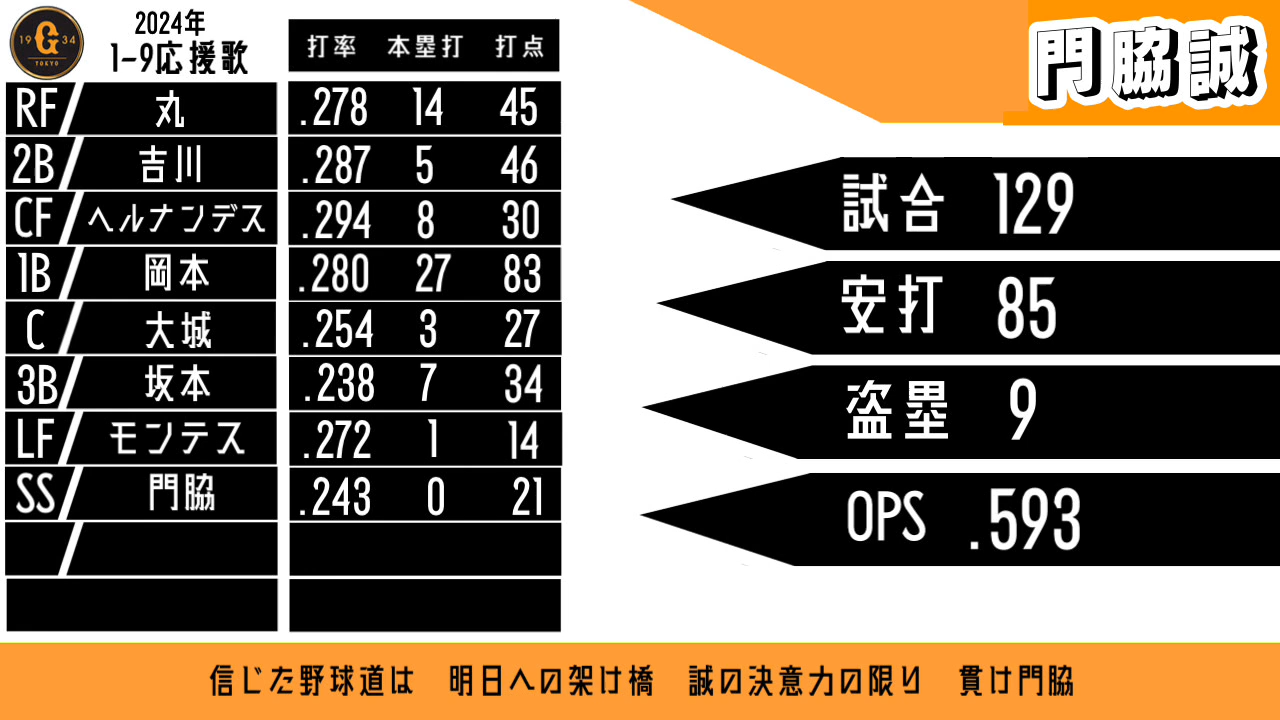 19 G 34
TOKYO
2024年
1-9応援歌
打率 本塁打 打点
RF 丸 .278 14 45
2B 吉川 .287 5 46
CF ヘルナンデス .294 8 30
1B 岡本 .280 27 83
C 大城 .254 3 27
3B 坂本 .238 7 34
LF モンテス .272 1 14
SS 門脇 .243 0 21
門脇誠
試合 129
安打 85
盗塁 9
OPS .593
信じた野球道は 明日への架け橋 誠の決意力の限り 貫け門脇